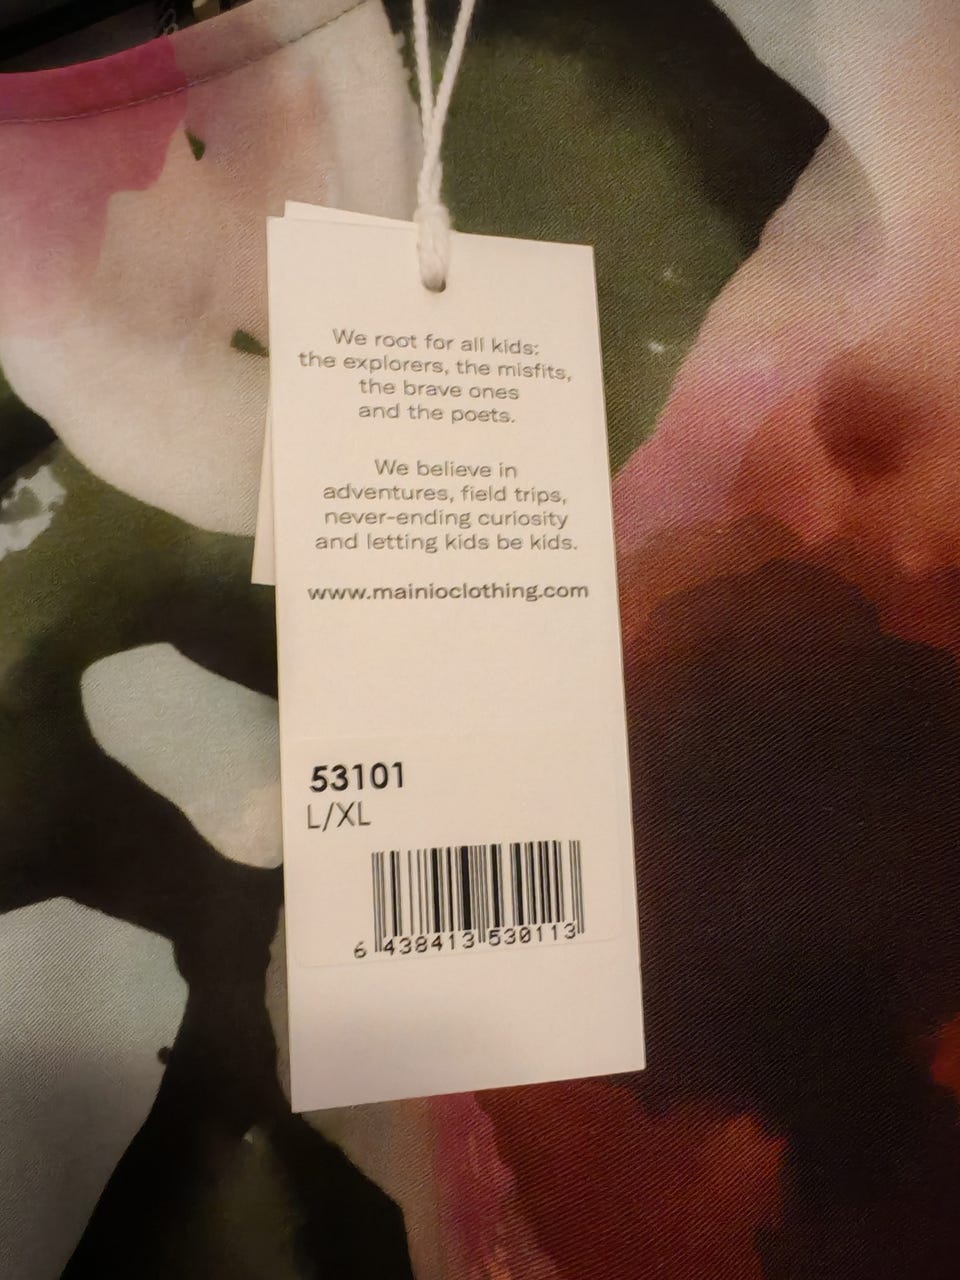 We root for all kids:
the explorers, the misfits,
the brave ones
and the poets.
We believe in
adventures, field trips,
never-ending curiosity
and letting kids be kids.
www.mainioclothing.com
53101
L/XL
6 438413 530113